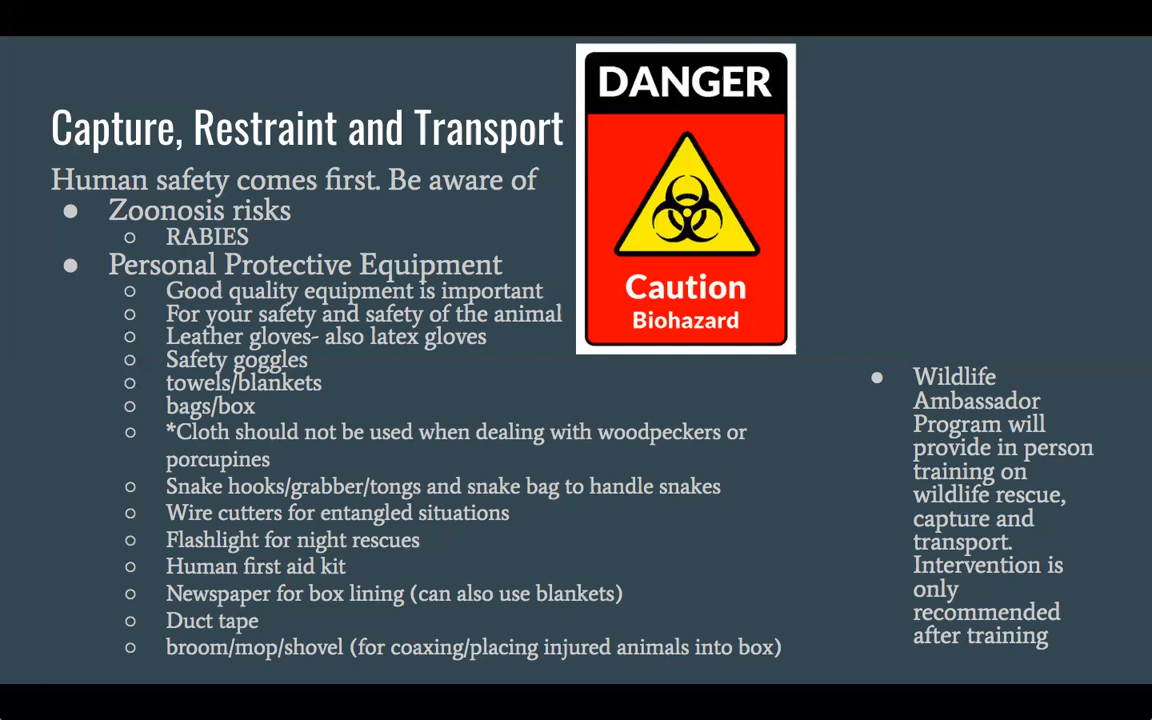 Capture, Restraint and Transport
Human safety comes first. Be aware of
● Zoonosis risks
○ RABIES
● Personal Protective Equipment
○ Good quality equipment is important
○ For your safety and safety of the animal
○ Leather gloves- also latex gloves
○ Safety goggles
○ towels/blankets
○ bags/box
○ *Cloth should not be used when dealing with woodpeckers or
porcupines
○ Snake hooks/grabber/tongs and snake bag to handle snakes
○ Wire cutters for entangled situations
○ Flashlight for night rescues
○ Human first aid kit
○ Newspaper for box lining (can also use blankets)
○ Duct tape
○ broom/mop/shovel (for coaxing/placing injured animals into box)
DANGER
Caution
Biohazard
● Wildlife
Ambassador
Program will
provide in person
training on
wildlife rescue,
capture and
transport.
Intervention is
only
recommended
after training